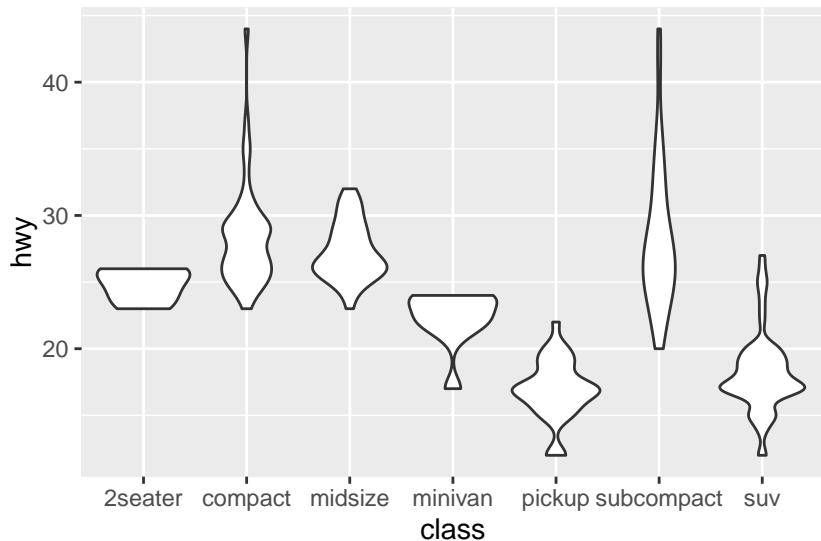 hwy
40
30
20
2seater compact midsize minivan pickup subcompact suv
class